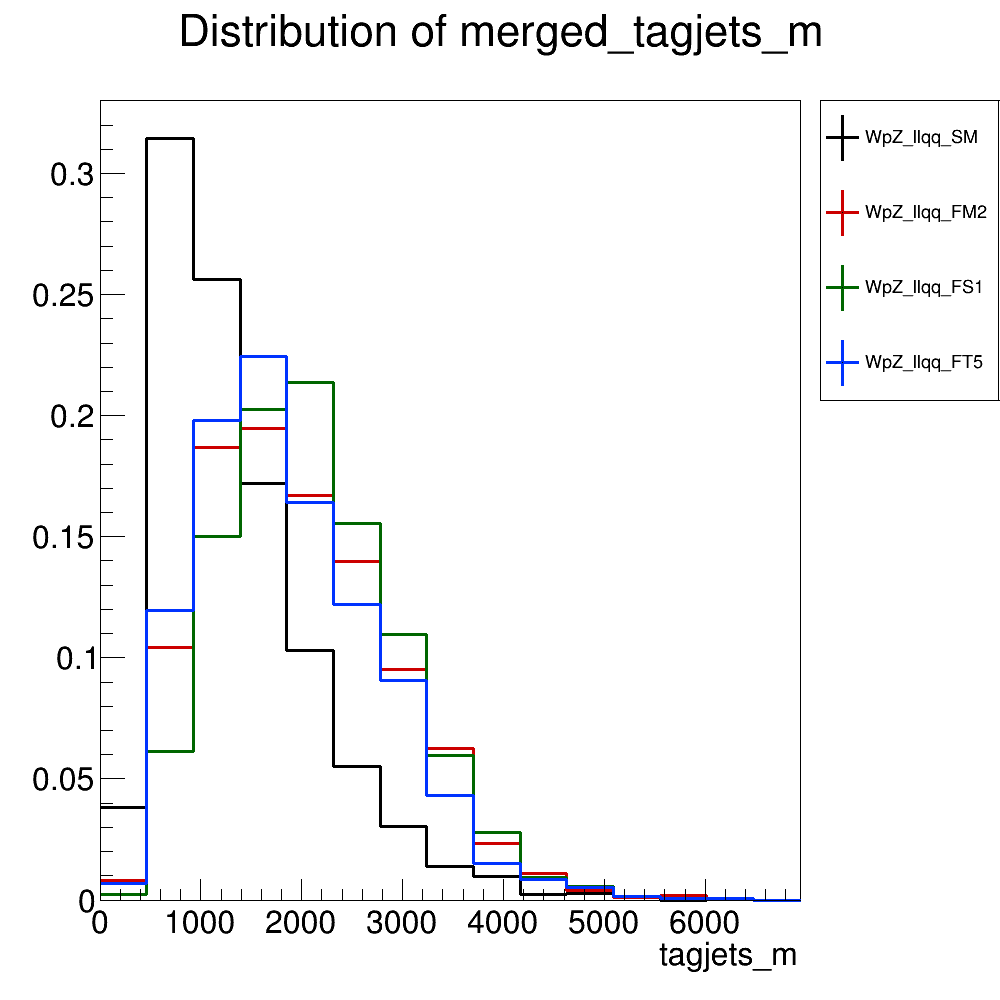 Distribution of merged_tagjets_m
WpZ_llqq_SM
WpZ_llqq_FM2
WpZ_llqq_FS1
WpZ_llqq_FT5
0.3
0.25
0.2
0.15
0.1
0.05
0
0 1000 2000 3000 4000 5000 6000
tagjets_m